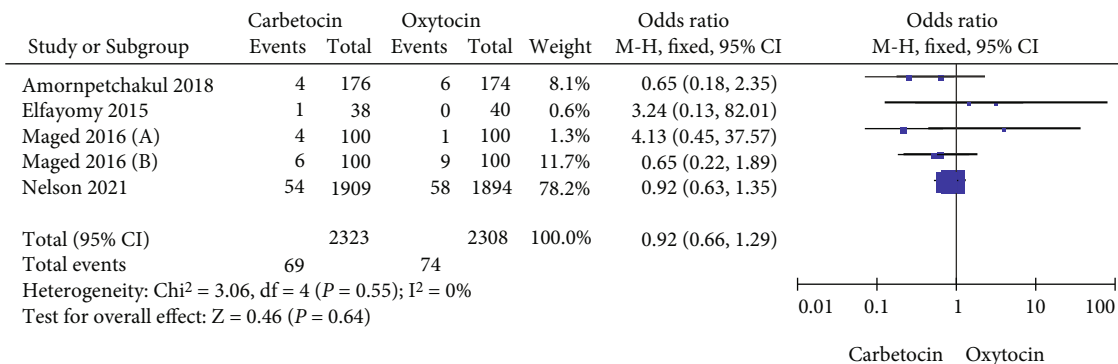 Carbetocin Oxytocin Odds ratio Odds ratio
Study or Subgroup Events Total Events Total Weight M-H, fixed, 95% CI M-H, fixed, 95% CI
Amornpetchakul 2018 4 176 6 174 8.1% 0.65 (0.18, 2.35)
Elfayomy 2015 1 38 0 40 0.6% 3.24 (0.13, 82.01)
Maged 2016 (A) 4 100 1 100 1.3% 4.13 (0.45, 37.57)
Maged 2016 (B) 6 100 9 100 11.7% 0.65 (0.22, 1.89)
Nelson 2021 54 1909 58 1894 78.2% 0.92 (0.63, 1.35)
Total (95% CI) 2323 2308 100.0% 0.92 (0.66, 1.29)
Total events 69 74
Heterogeneity: Chi² = 3.06, df = 4 (P = 0.55); I² = 0%
Test for overall effect: Z = 0.46 (P = 0.64)
0.01 0.1 1 10 100
Carbetocin Oxytocin